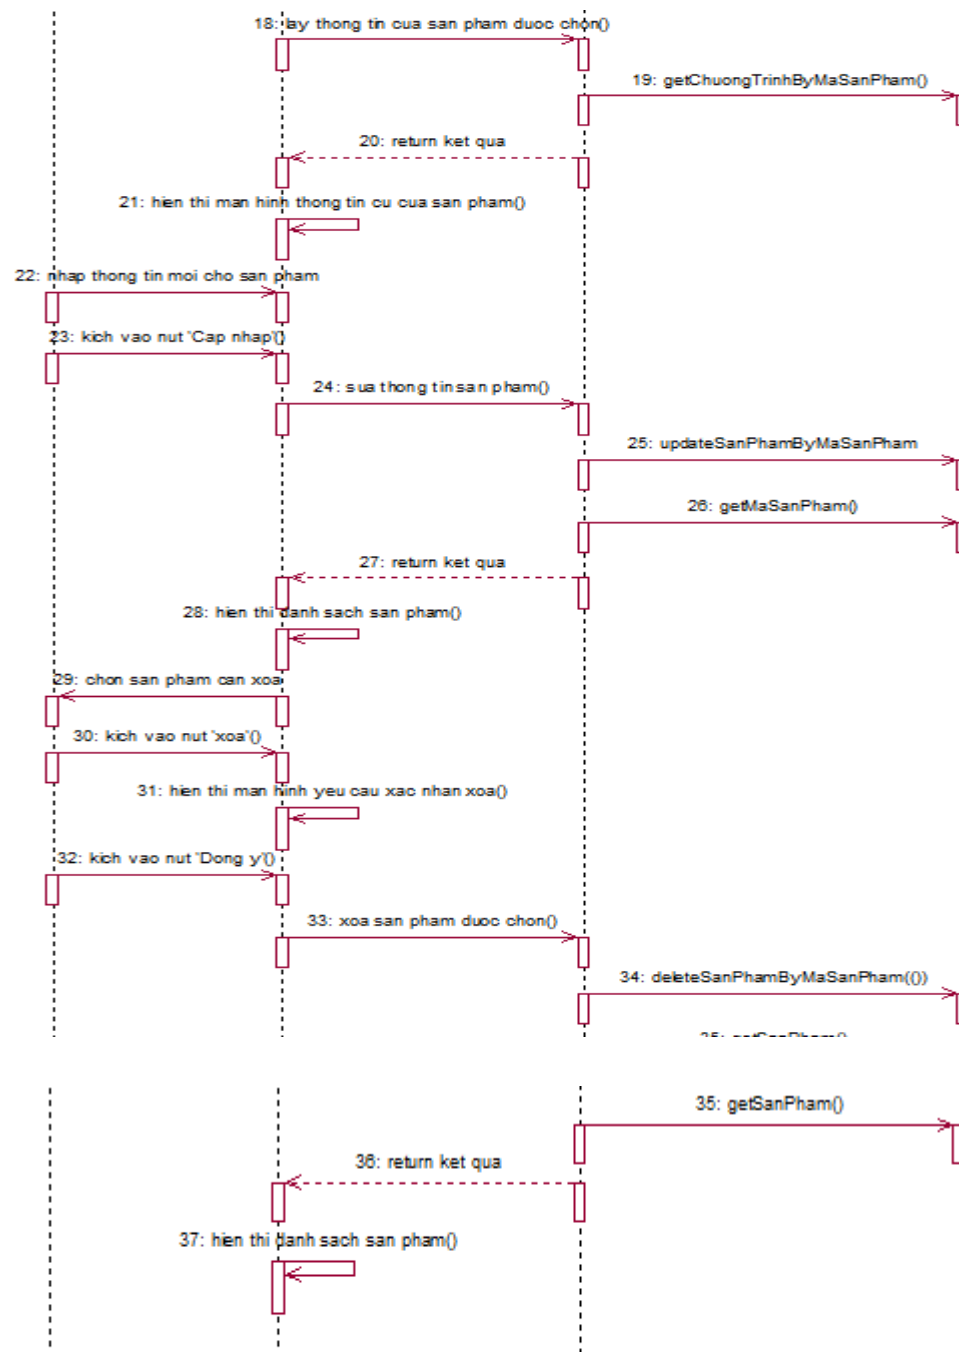 18: lay thong tin cua san pham duoc chon()
19: getChuongTrinhByMaSanPham()
20: return ket qua
21: hien thi man hinh thong tin cu cua san pham()
22: nhap thong tin moi cho san pham
23: kich vao nut 'Cap nhap'()
24: sua thong tin san pham()
25: updateSanPhamByMaSanPham
26: getMaSanPham()
27: return ket qua
28: hien thi danh sach san pham()
29: chon san pham can xoa
30: kich vao nut 'xoa'()
31: hien thi man hinh yeu cau xac nhan xoa()
32: kich vao nut 'Dong y'()
33: xoa san pham duoc chon()
34: deleteSanPhamByMaSanPham(())
35: getSanPham()
35: getSanPham()
36: return ket qua
37: hien thi danh sach san pham()